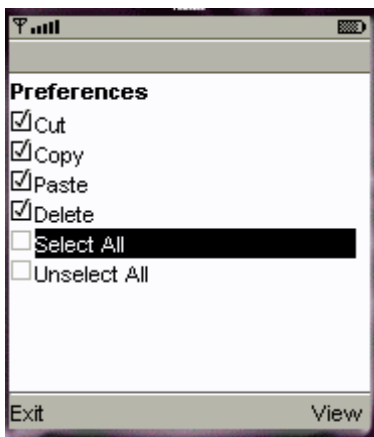 Preferences
Cut
Copy
Paste
Delete
Select All
Unselect All
Exit View